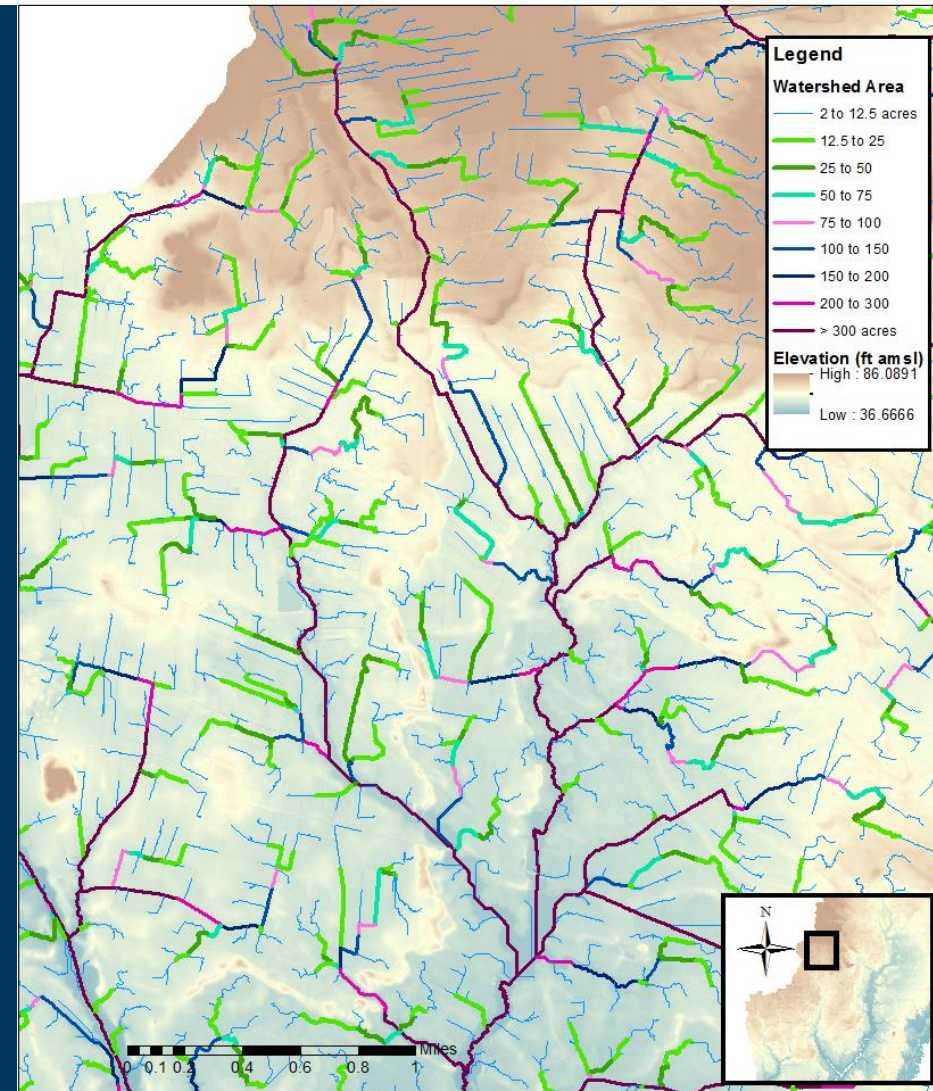 Legend
Watershed Area
2 to 12.5 acres
12.5 to 25
25 to 50
50 to 75
75 to 100
100 to 150
150 to 200
200 to 300
> 300 acres
Elevation (ft amsl)
High : 86.0891
Low : 36.6666
N
Miles
0 0.1 0.2 0.4 0.6 0.8 1